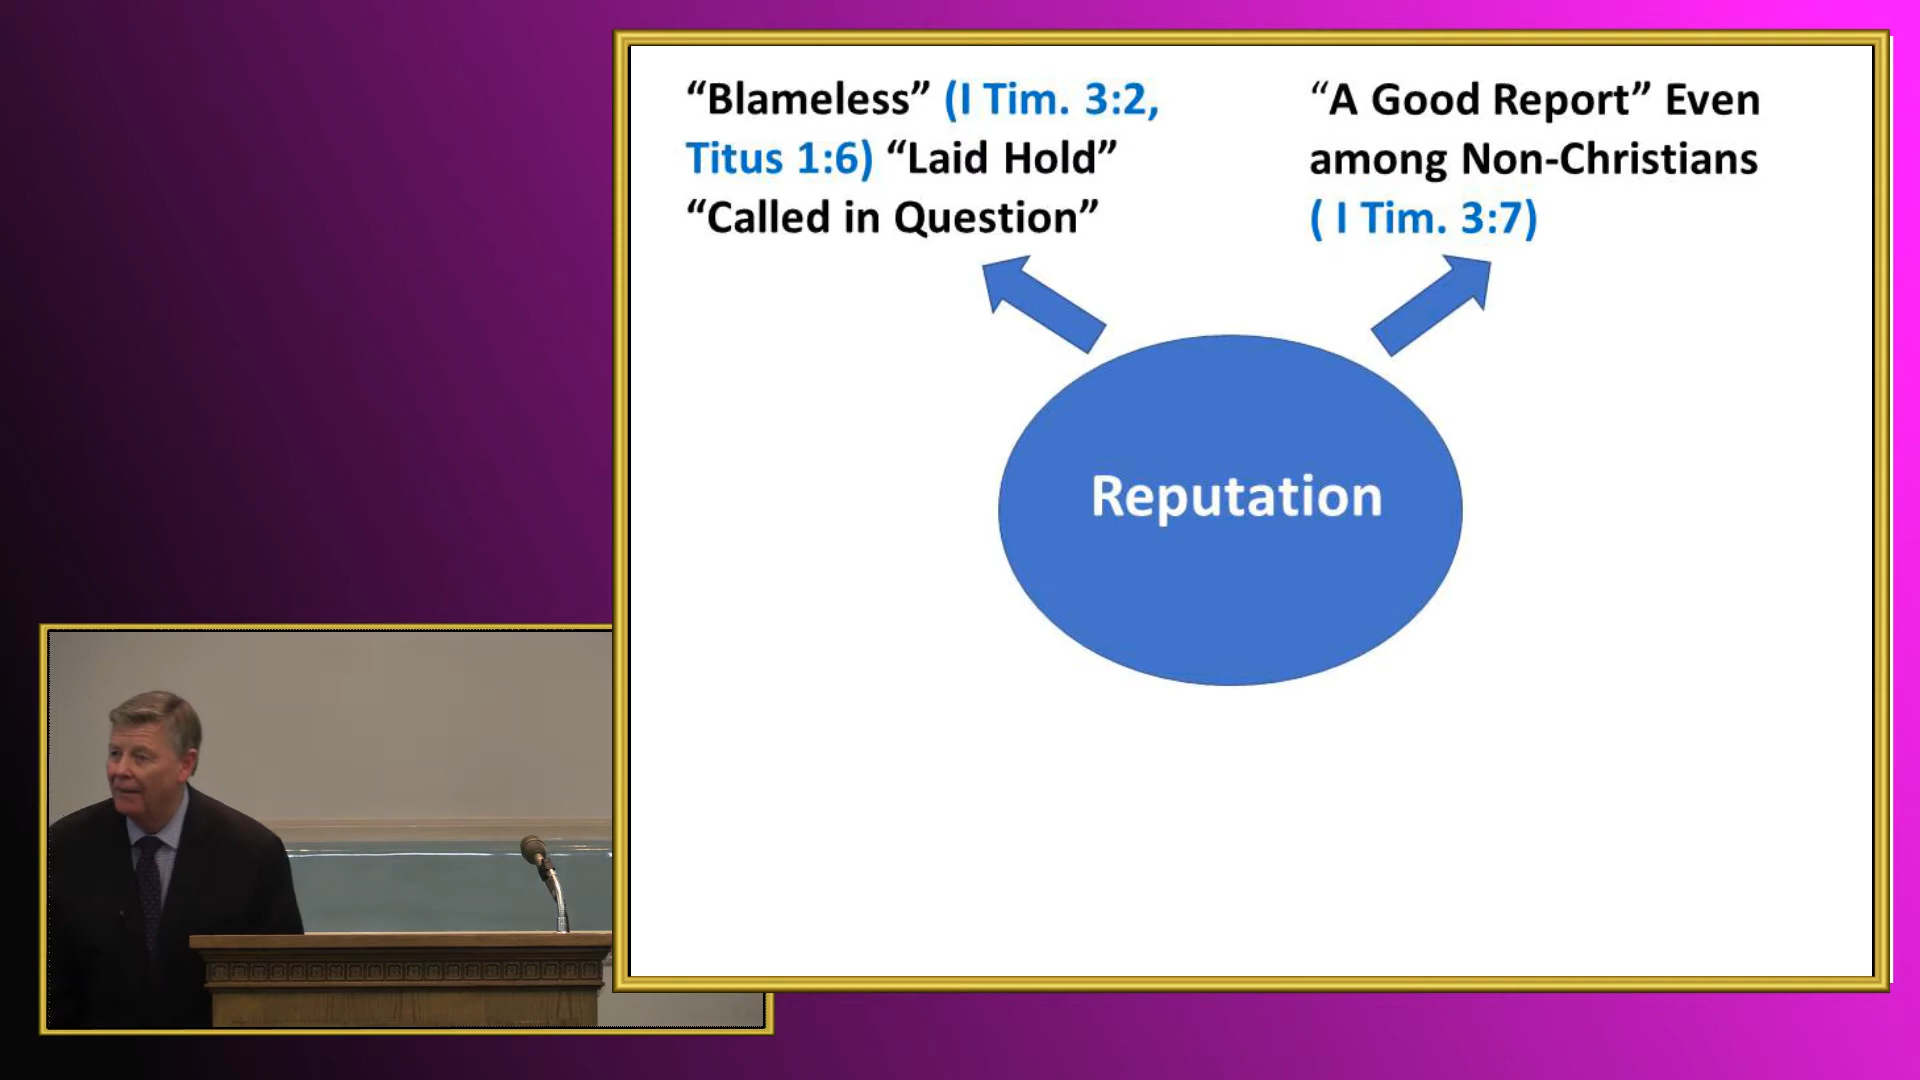 “Blameless” (I Tim. 3:2,
Titus 1:6) “Laid Hold”
“Called in Question”
“A Good Report” Even
among Non-Christians
( I Tim. 3:7)
Reputation